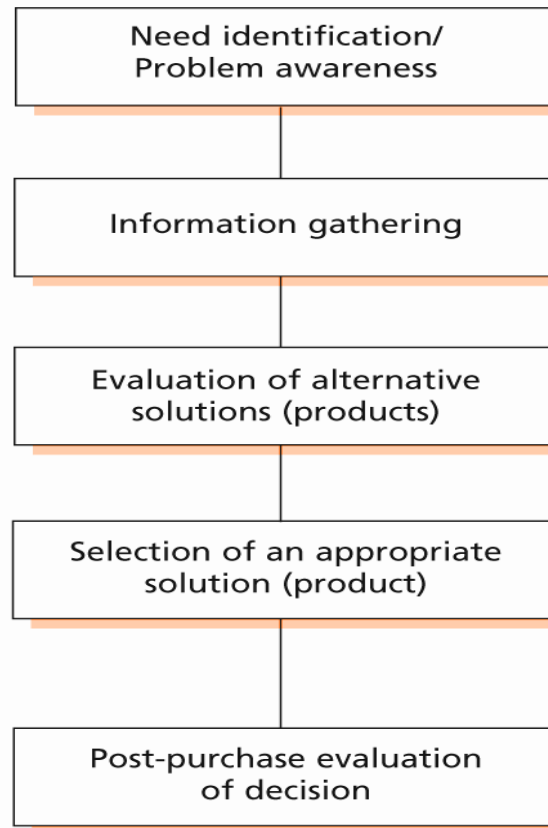 Need identification/
Problem awareness
Information gathering
Evaluation of alternative
solutions (products)
Selection of an appropriate
solution (product)
Post-purchase evaluation
of decision